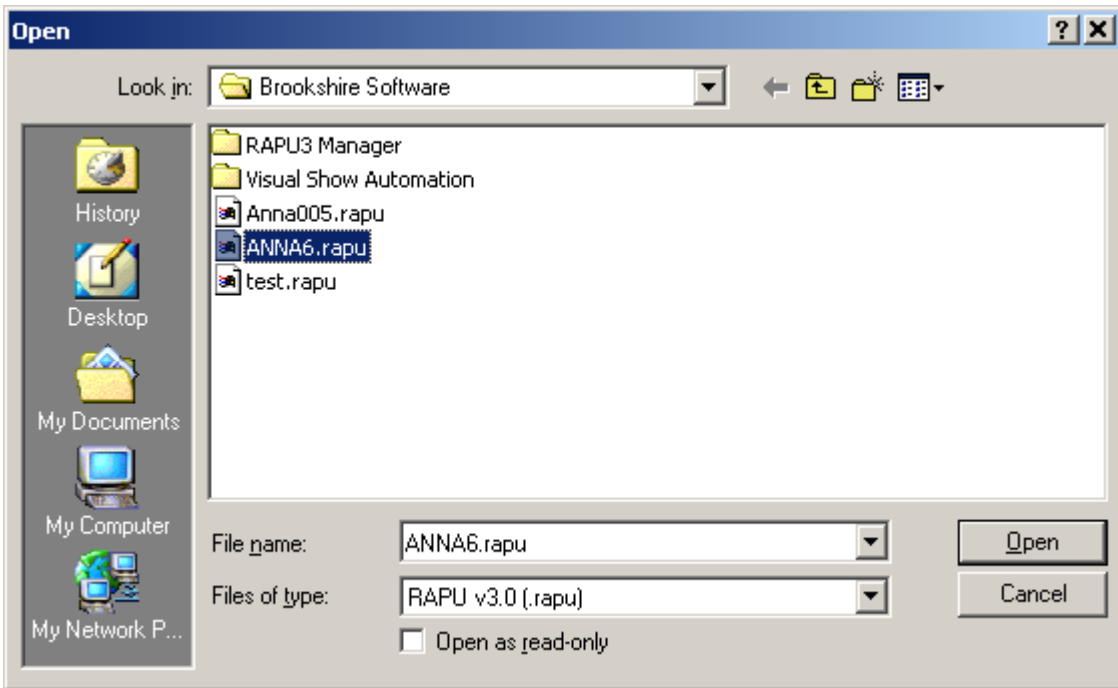 Open
Look in: Brookshire Software
RAPU3 Manager
Visual Show Automation
Anna005.rapu
ANNA6.rapu
test.rapu
History
Desktop
My Documents
My Computer
My Network P...
File name: ANNA6.rapu Open
Files of type: RAPU v3.0 (.rapu) Cancel
Open as read-only